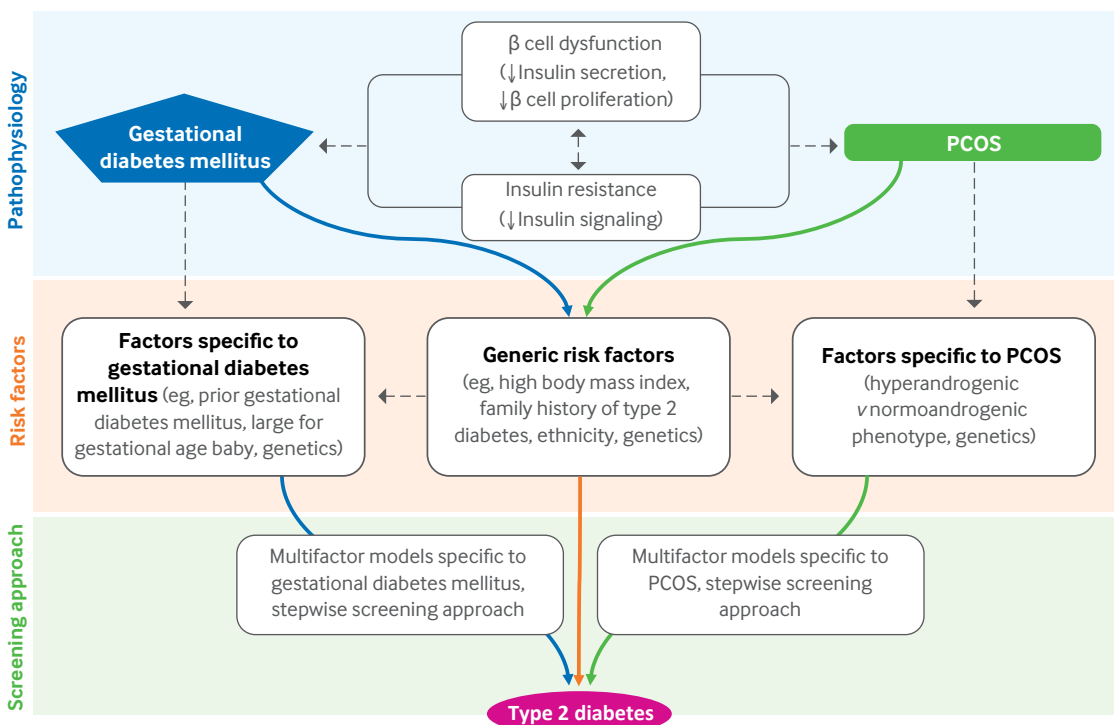 Pathophysiology
β cell dysfunction
(↓Insulin secretion,
↓β cell proliferation)
Gestational
diabetes mellitus
PCOS
Insulin resistance
(↓Insulin signaling)
Risk factors
Factors specific to
gestational diabetes
mellitus (eg, prior gestational
diabetes mellitus, large for
gestational age baby, genetics)
Generic risk factors
(eg, high body mass index,
family history of type 2
diabetes, ethnicity, genetics)
Factors specific to PCOS
(hyperandrogenic
v normoandrogenic
phenotype, genetics)
Screening approach
Multifactor models specific to
gestational diabetes mellitus,
stepwise screening approach
Multifactor models specific to
PCOS, stepwise screening
approach
Type 2 diabetes